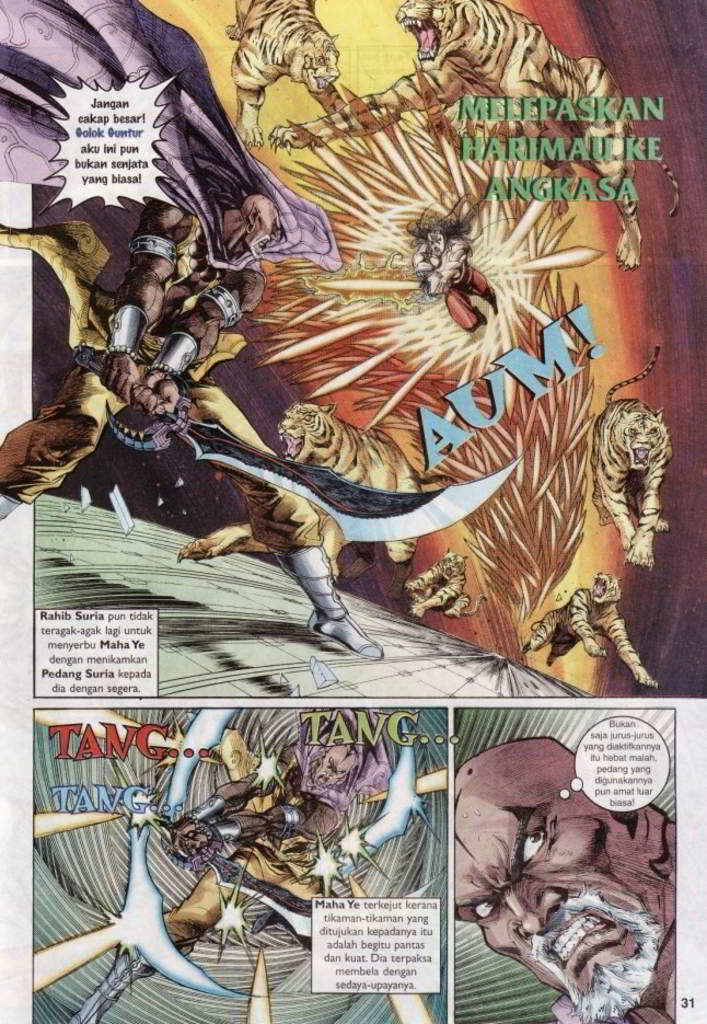 Jangan
cakap besar!
Golok Guntur
aku ini pun
bukan senjata
yang biasa!
MELEPASKAN
HARIMAU KE
ANGKASA
AUM!
Rahib Suria pun tidak
teragak-agak lagi untuk
menyerbu Maha Ye
dengan menikamkan
Pedang Suria kepada
dia dengan segera.
TANG...
TANG...
TANG...
Maha Ye terkejut kerana
tikaman-tikaman yang
ditujukan kepadanya itu
adalah begitu pantas
dan kuat. Dia terpaksa
membela dengan
sedaya-upayanya.
Bukan
saja jurus-jurus
yang diaktifkannya
itu hebat malah,
pedang yang
digunakannya
pun amat luar
biasa!
31